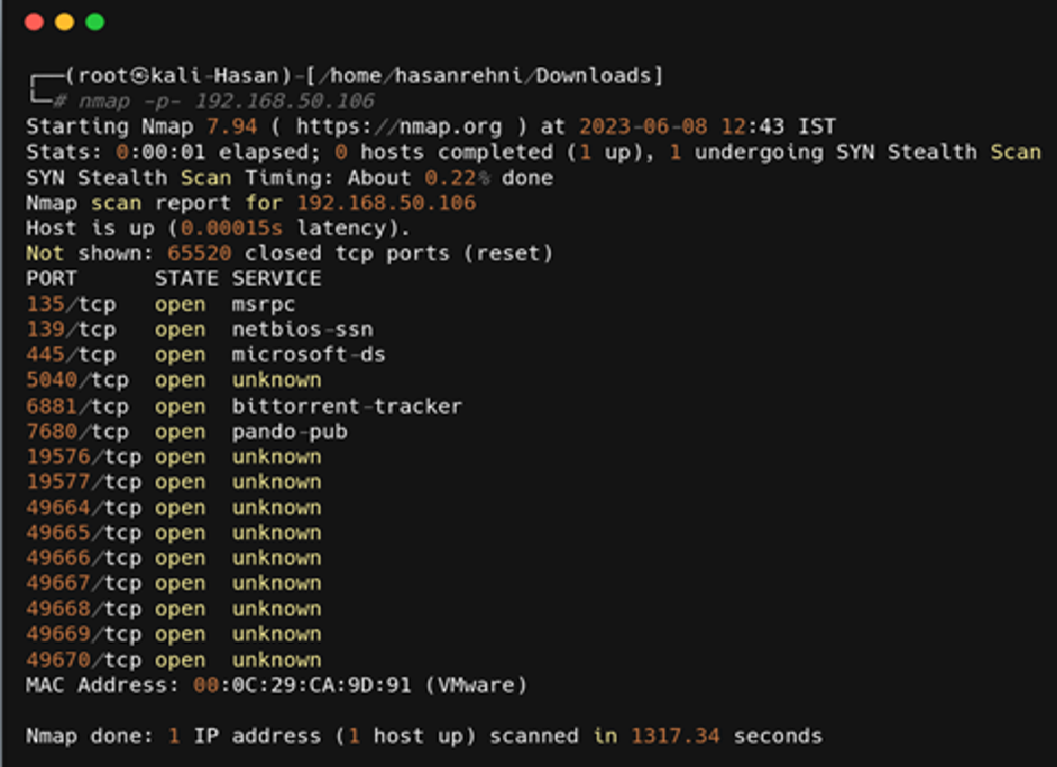 ┌──(root㉿kali-Hasan)-[/home/hasanrehni/Downloads]
└─# nmap -p- 192.168.50.106
Starting Nmap 7.94 ( https://nmap.org ) at 2023-06-08 12:43 IST
Stats: 0:00:01 elapsed; 0 hosts completed (1 up), 1 undergoing SYN Stealth Scan
SYN Stealth Scan Timing: About 0.22% done
Nmap scan report for 192.168.50.106
Host is up (0.00015s latency).
Not shown: 65520 closed tcp ports (reset)
PORT      STATE SERVICE
135/tcp   open  msrpc
139/tcp   open  netbios-ssn
445/tcp   open  microsoft-ds
5040/tcp  open  unknown
6881/tcp  open  bittorrent-tracker
7680/tcp  open  pando-pub
19576/tcp open  unknown
19577/tcp open  unknown
49664/tcp open  unknown
49665/tcp open  unknown
49666/tcp open  unknown
49667/tcp open  unknown
49668/tcp open  unknown
49669/tcp open  unknown
49670/tcp open  unknown
MAC Address: 00:0C:29:CA:9D:91 (VMware)
Nmap done: 1 IP address (1 host up) scanned in 1317.34 seconds